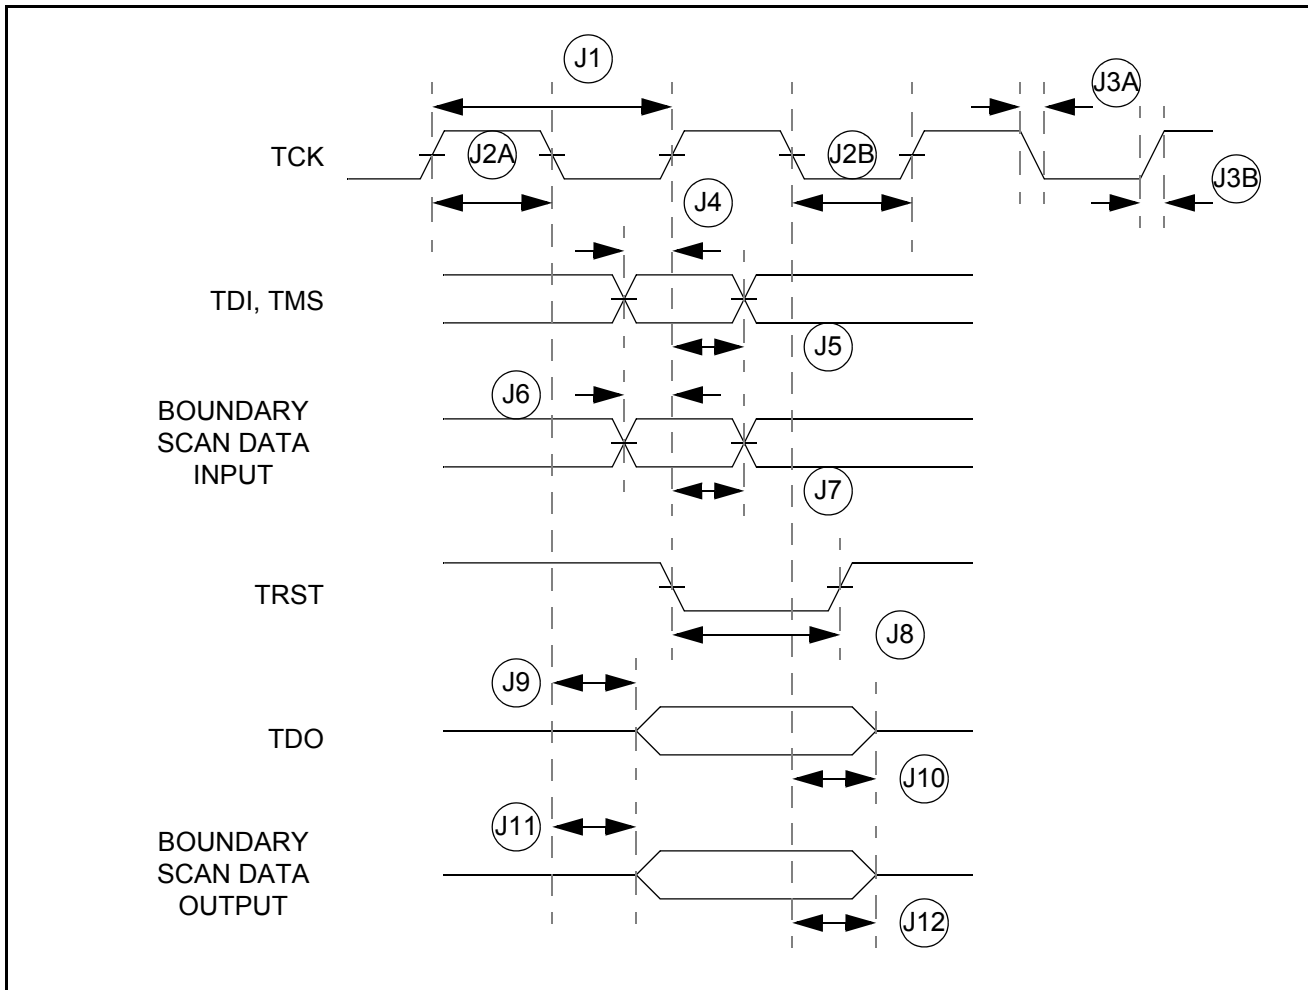 J1
J3A
TCK
J2A
J2B
J3B
J4
TDI, TMS
J5
J6
BOUNDARY
SCAN DATA
INPUT
J7
TRST
J8
J9
TDO
J10
J11
BOUNDARY
SCAN DATA
OUTPUT
J12